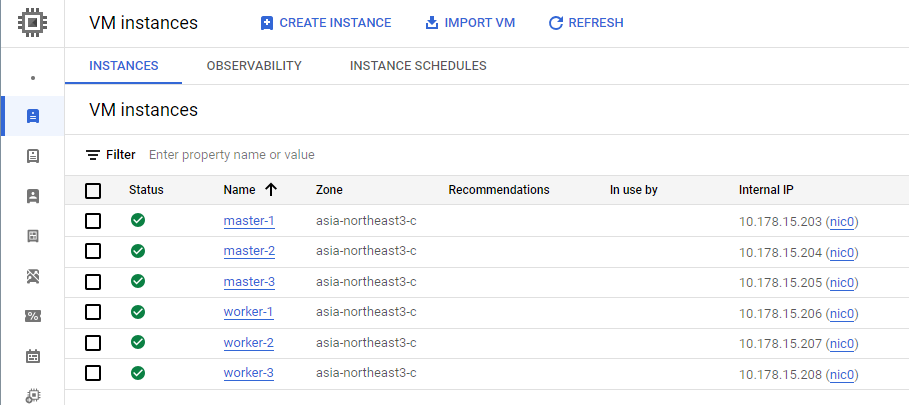 VM instances CREATE INSTANCE IMPORT VM REFRESH
INSTANCES OBSERVABILITY INSTANCE SCHEDULES
VM instances
Filter Enter property name or value
Status Name Zone Recommendations In use by Internal IP
master-1 asia-northeast3-c 10.178.15.203 (nic0)
master-2 asia-northeast3-c 10.178.15.204 (nic0)
master-3 asia-northeast3-c 10.178.15.205 (nic0)
worker-1 asia-northeast3-c 10.178.15.206 (nic0)
worker-2 asia-northeast3-c 10.178.15.207 (nic0)
worker-3 asia-northeast3-c 10.178.15.208 (nic0)